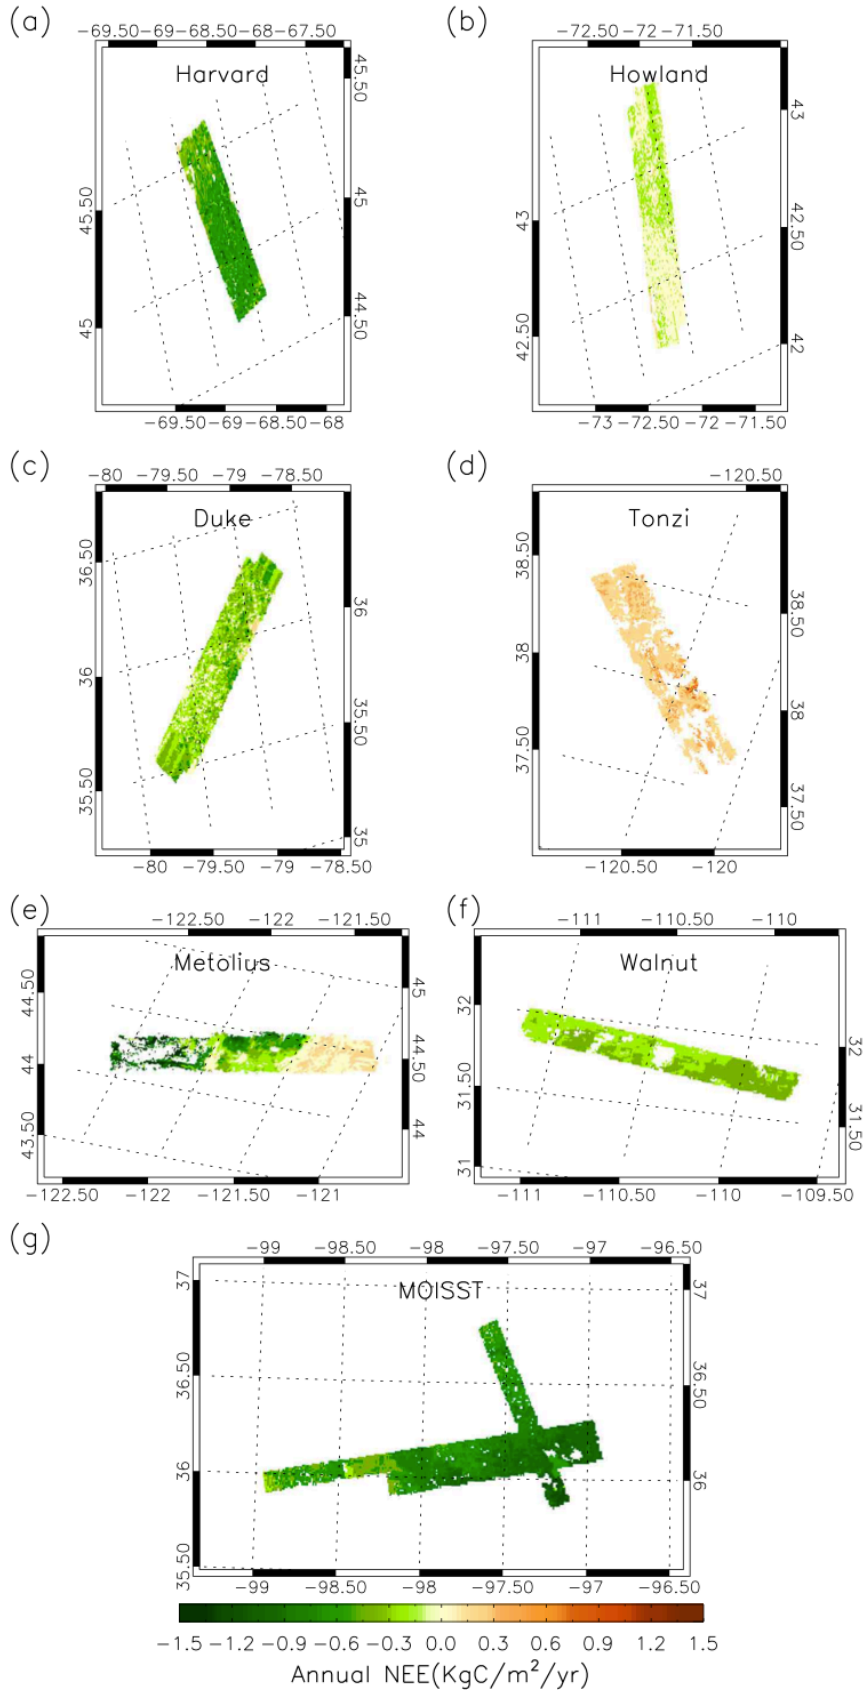 (a)
−69.50 −69 −68.50 −68 −67.50
Harvard
45.50
45
44.50
45.50
45
−69.50 −69 −68.50 −68
(b)
−72.50 −72 −71.50
Howland
43
42.50
42
43
42.50
−73 −72.50 −72 −71.50
(c)
−80 −79.50 −79 −78.50
Duke
36.50
36
35.50
36
35.50
35
−80 −79.50 −79 −78.50
(d)
−120.50
Tonzi
38.50
38
37.50
38.50
38
37.50
−120.50 −120
(e)
−122.50 −122 −121.50
Metolius
44.50
44
43.50
45
44.50
44
−122.50 −122 −121.50 −121
(f)
−111 −110.50 −110
Walnut
32
31.50
31
32
31.50
−111 −110.50 −110 −109.50
(g)
−99 −98.50 −98 −97.50 −97 −96.50
MOISST
37
36.50
36
35.50
37
36.50
36
−99 −98.50 −98 −97.50 −97 −96.50
−1.5 −1.2 −0.9 −0.6 −0.3 0.0 0.3 0.6 0.9 1.2 1.5
Annual NEE(KgC/m²/yr)